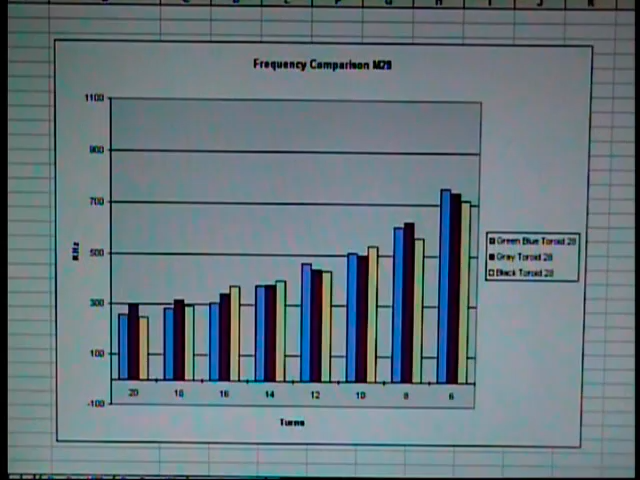 Frequency Comparison M29
1100
900
700
500
300
100
-100
KHz
20
18
16
14
12
10
8
6
Turns
Green Blue Toroid 28
Gray Toroid 28
Black Toroid 28